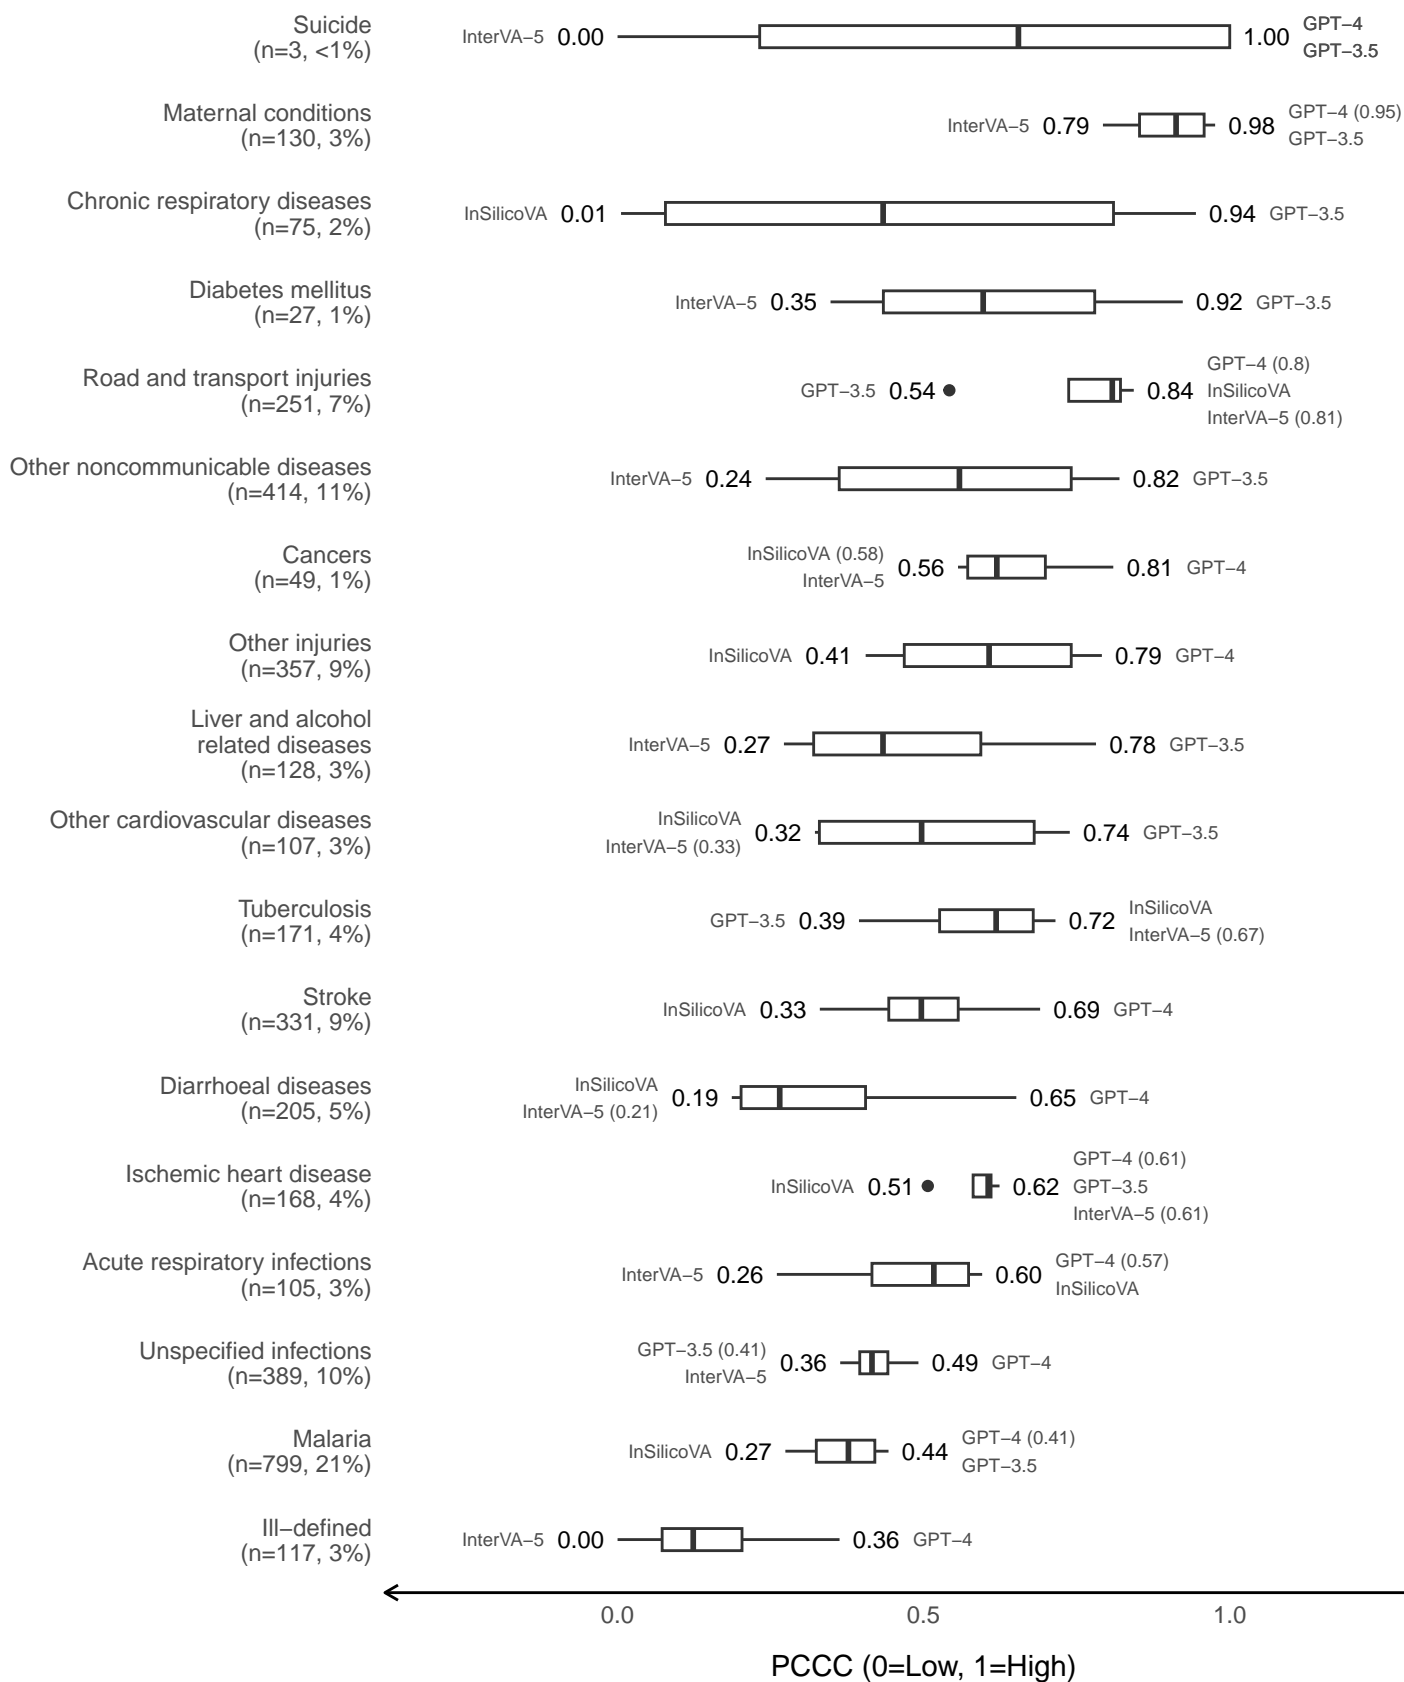 Suicide
(n=3, <1%)
InterVA−5 0.00
1.00
GPT−4
GPT−3.5
Maternal conditions
(n=130, 3%)
InterVA−5 0.79
0.98
GPT−4 (0.95)
GPT−3.5
Chronic respiratory diseases
(n=75, 2%)
InSilicoVA 0.01
0.94 GPT−3.5
Diabetes mellitus
(n=27, 1%)
InterVA−5 0.35
0.92 GPT−3.5
Road and transport injuries
(n=251, 7%)
GPT−3.5 0.54
0.84
GPT−4 (0.8)
InSilicoVA
InterVA−5 (0.81)
Other noncommunicable diseases
(n=414, 11%)
InterVA−5 0.24
0.82 GPT−3.5
Cancers
(n=49, 1%)
InSilicoVA (0.58)
InterVA−5
0.56
0.81 GPT−4
Other injuries
(n=357, 9%)
InSilicoVA 0.41
0.79 GPT−4
Liver and alcohol
related diseases
(n=128, 3%)
InterVA−5 0.27
0.78 GPT−3.5
Other cardiovascular diseases
(n=107, 3%)
InSilicoVA
InterVA−5 (0.33)
0.32
0.74 GPT−3.5
Tuberculosis
(n=171, 4%)
GPT−3.5 0.39
0.72
InSilicoVA
InterVA−5 (0.67)
Stroke
(n=331, 9%)
InSilicoVA 0.33
0.69 GPT−4
Diarrhoeal diseases
(n=205, 5%)
InSilicoVA
InterVA−5 (0.21)
0.19
0.65 GPT−4
Ischemic heart disease
(n=168, 4%)
InSilicoVA 0.51
0.62
GPT−4 (0.61)
GPT−3.5
InterVA−5 (0.61)
Acute respiratory infections
(n=105, 3%)
InterVA−5 0.26
0.60
GPT−4 (0.57)
InSilicoVA
Unspecified infections
(n=389, 10%)
GPT−3.5 (0.41)
InterVA−5
0.36
0.49 GPT−4
Malaria
(n=799, 21%)
InSilicoVA 0.27
0.44
GPT−4 (0.41)
GPT−3.5
Ill−defined
(n=117, 3%)
InterVA−5 0.00
0.36 GPT−4
0.0 0.5 1.0
PCCC (0=Low, 1=High)